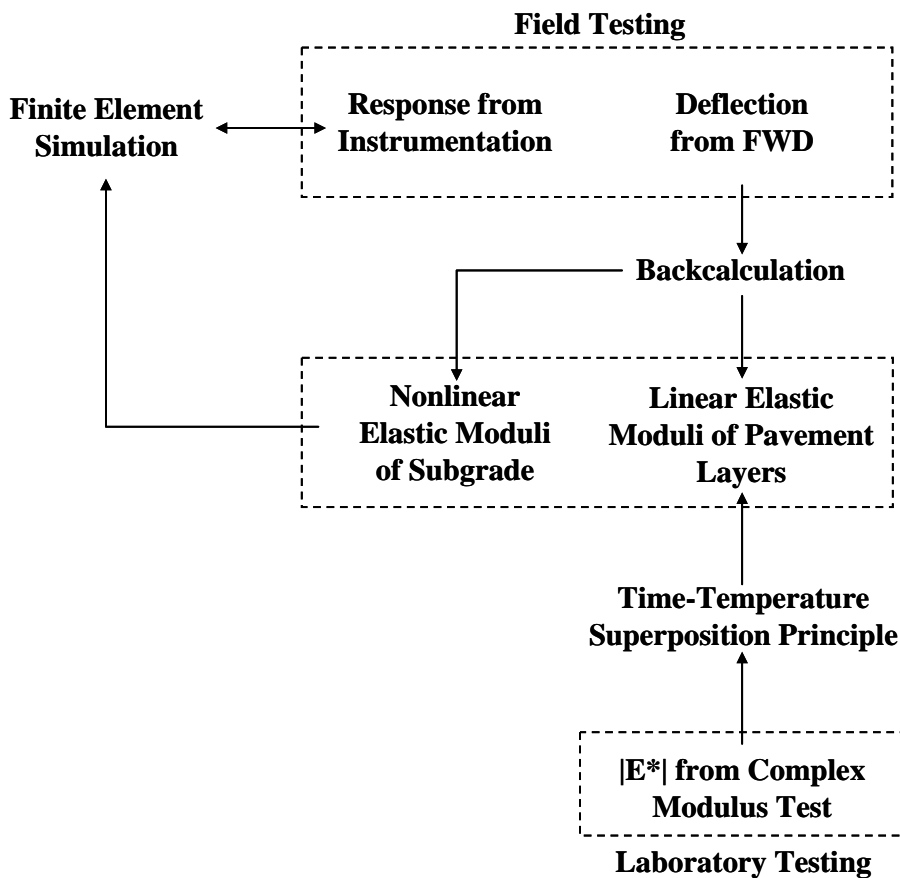 Field Testing
Finite Element
Simulation
Response from
Instrumentation
Deflection
from FWD
Backcalculation
Nonlinear
Elastic Moduli
of Subgrade
Linear Elastic
Moduli of Pavement
Layers
Time-Temperature
Superposition Principle
|E*| from Complex
Modulus Test
Laboratory Testing